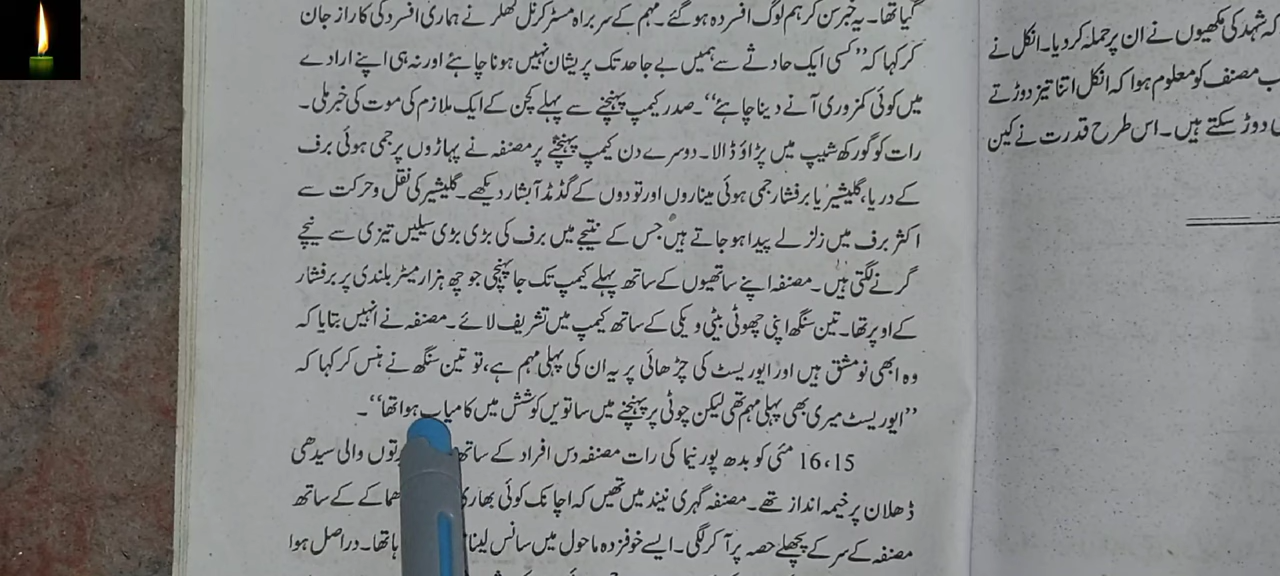 گیا تھا۔ یہ خبر سن کر ہم لوگ افسردہ ہو گئے۔ مہم کے سربراہ مسٹر کرنل کھلر نے ہماری افسردگی کا راز جان
کر کہا کہ ”کسی ایک حادثے سے ہمیں بے جا حد تک پریشان نہیں ہونا چاہئے اور نہ ہی اپنے ارادے
میں کوئی کمزوری آنے دینا چاہئے“۔ صدر کیمپ پہنچنے سے پہلے کچن کے ایک ملازم کی موت کی خبر ملی۔
رات کو گورکھ شیپ میں پڑاؤ ڈالا۔ دوسرے دن کیمپ پہنچنے پر مصنفہ نے پہاڑوں پر جمی ہوئی برف
کے دریا، گلیشیر یا برفشار جمی ہوئی میناروں اور تودوں کے گڈمڈ آبشار دیکھے۔ گلیشیر کی نقل و حرکت سے
اکثر برف میں زلزلے پیدا ہو جاتے ہیں جس کے نتیجے میں برف کی بڑی بڑی سیلیں تیزی سے نیچے
گرنے لگتی ہیں۔ مصنفہ اپنے ساتھیوں کے ساتھ پہلے کیمپ تک جا پہنچی جو چھ ہزار میٹر بلندی پر برفشار
کے اوپر تھا۔ تین سنگھ اپنی چھوٹی بیٹی و یکی کے ساتھ کیمپ میں تشریف لائے۔ مصنفہ نے انہیں بتایا کہ
وہ ابھی نومشق ہیں اور ایوریسٹ کی چڑھائی پر یہ ان کی پہلی مہم ہے، تو تین سنگھ نے ہنس کر کہا کہ
”ایوریسٹ میری بھی پہلی مہم تھی لیکن چوٹی پر پہنچنے میں ساتویں کوشش میں کامیاب ہوا تھا“۔
16،15 مئی کو بدھ پورنیما کی رات مصنفہ دس افراد کے ساتھ والی سیدھی
ڈھلان پر خیمہ انداز تھے۔ مصنفہ گہری نیند میں تھیں کہ اچانک کوئی بھاری کے ساتھ
مصنفہ کے سر کے پچھلے حصہ پر آ کر لگی۔ ایسے خوفزدہ ماحول میں سانس لینا تھا۔ دراصل ہوا
کہ شہد کی مکھیوں نے ان پر حملہ کر دیا۔ انکل نے
مصنف کو معلوم ہوا کہ انکل اتنا تیز دوڑتے
دوڑ سکتے ہیں۔ اس طرح قدرت نے کین